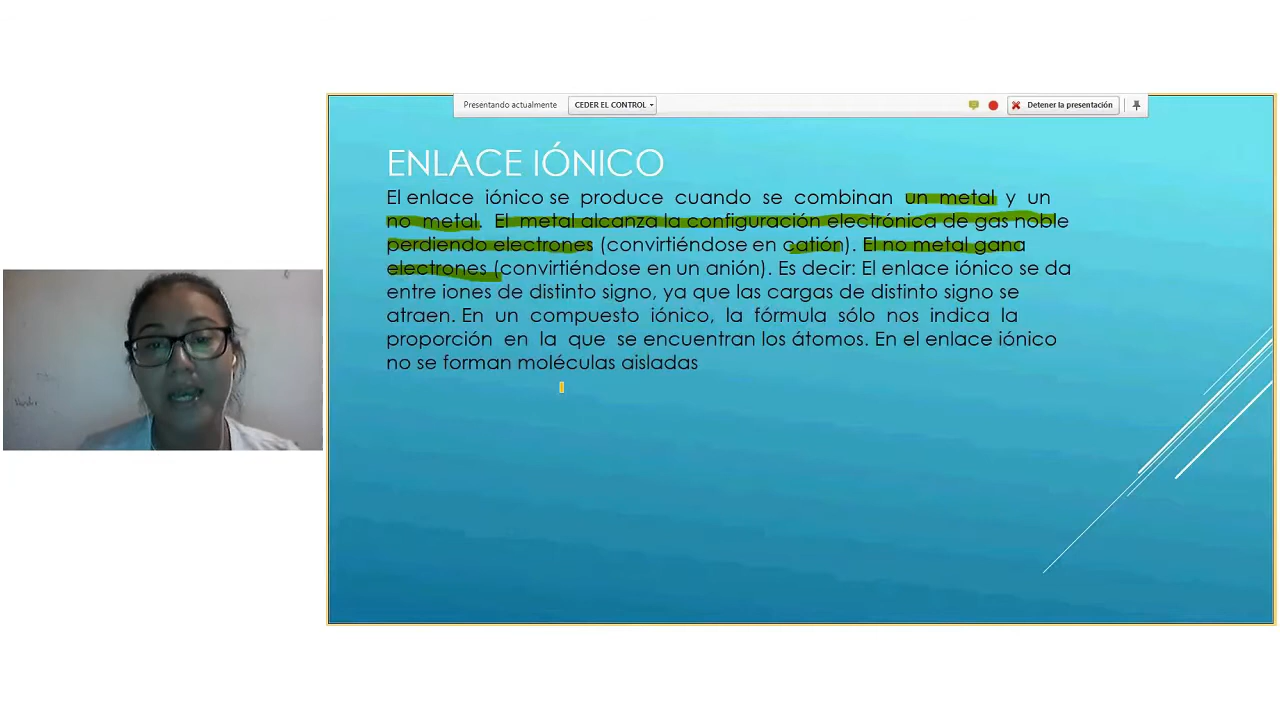 Presentando actualmente CEDER EL CONTROL Detener la presentación
ENLACE IÓNICO
El enlace iónico se produce cuando se combinan un metal y un
no metal. El metal alcanza la configuración electrónica de gas noble
perdiendo electrones (convirtiéndose en catión). El no metal gana
electrones (convirtiéndose en un anión). Es decir: El enlace iónico se da
entre iones de distinto signo, ya que las cargas de distinto signo se
atraen. En un compuesto iónico, la fórmula sólo nos indica la
proporción en la que se encuentran los átomos. En el enlace iónico
no se forman moléculas aisladas